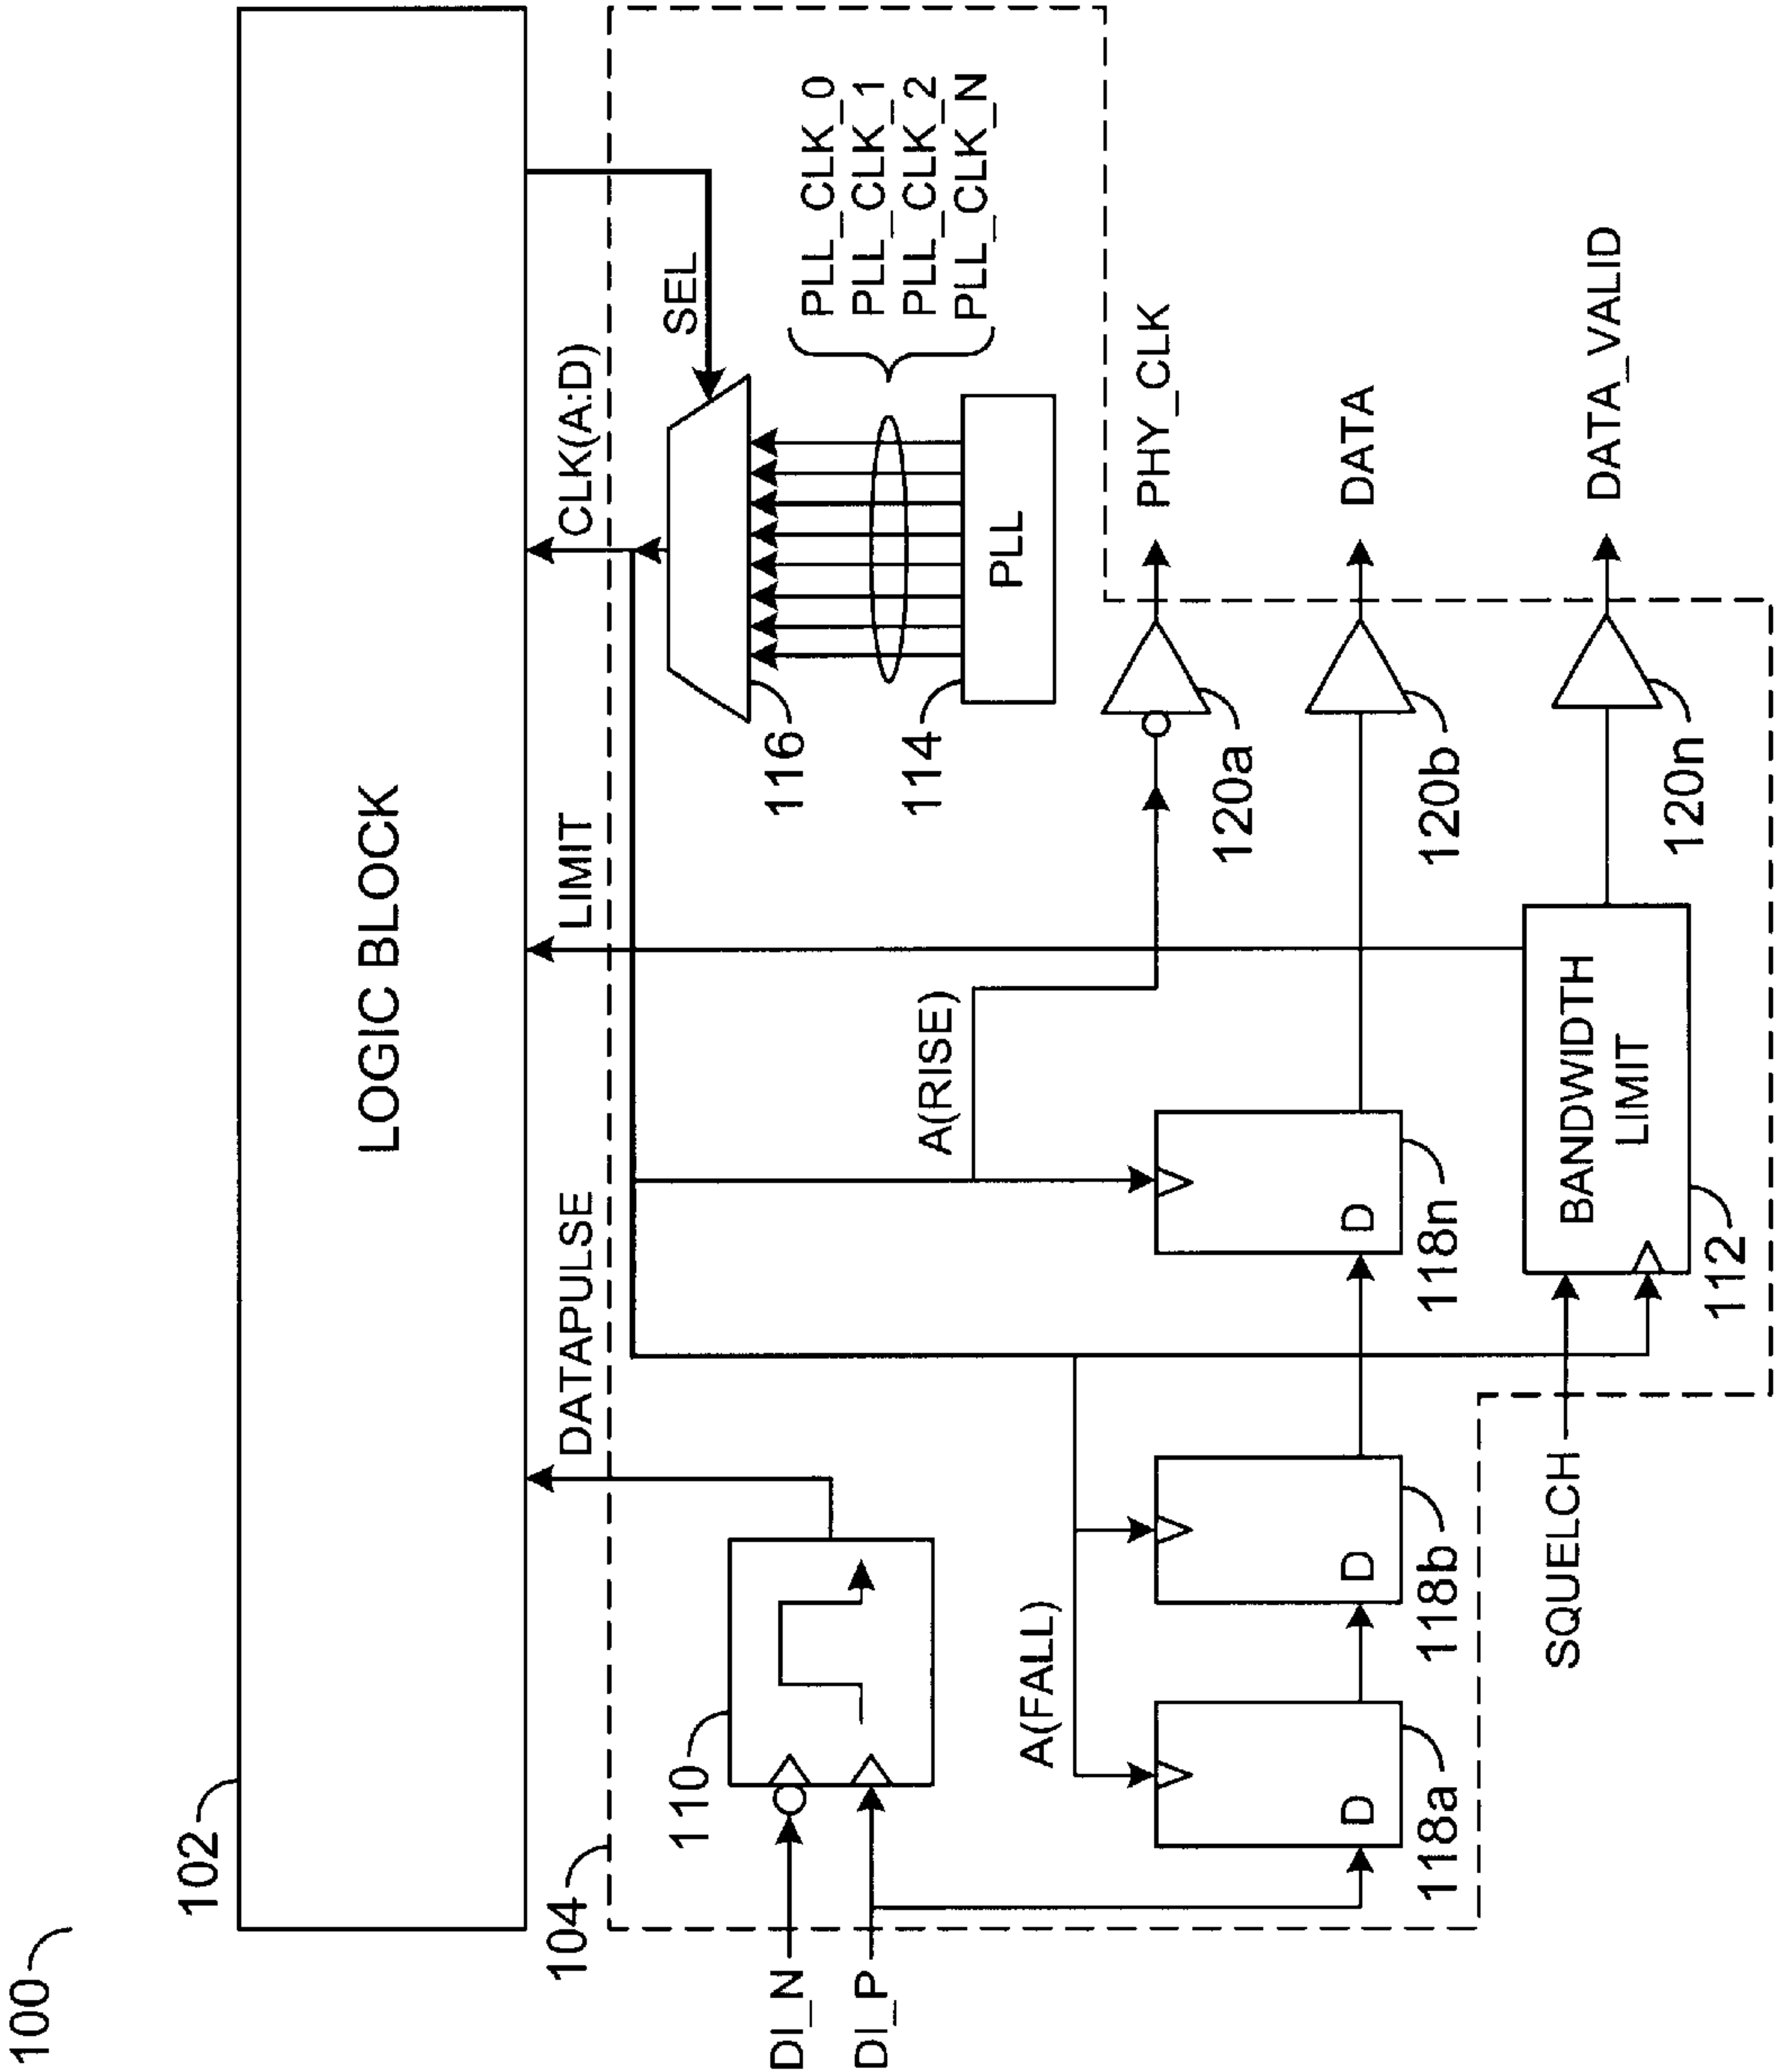 100
102
LOGIC BLOCK
104
DATAPULSE
LIMIT
CLK(A:D)
SEL
DI_N
DI_P
110
116
114
PLL
PLL_CLK_0
PLL_CLK_1
PLL_CLK_2
PLL_CLK_N
A(FALL)
A(RISE)
D
118a
D
118b
D
118n
120a
PHY_CLK
120b
DATA
SQUELCH
BANDWIDTH
LIMIT
112
120n
DATA_VALID